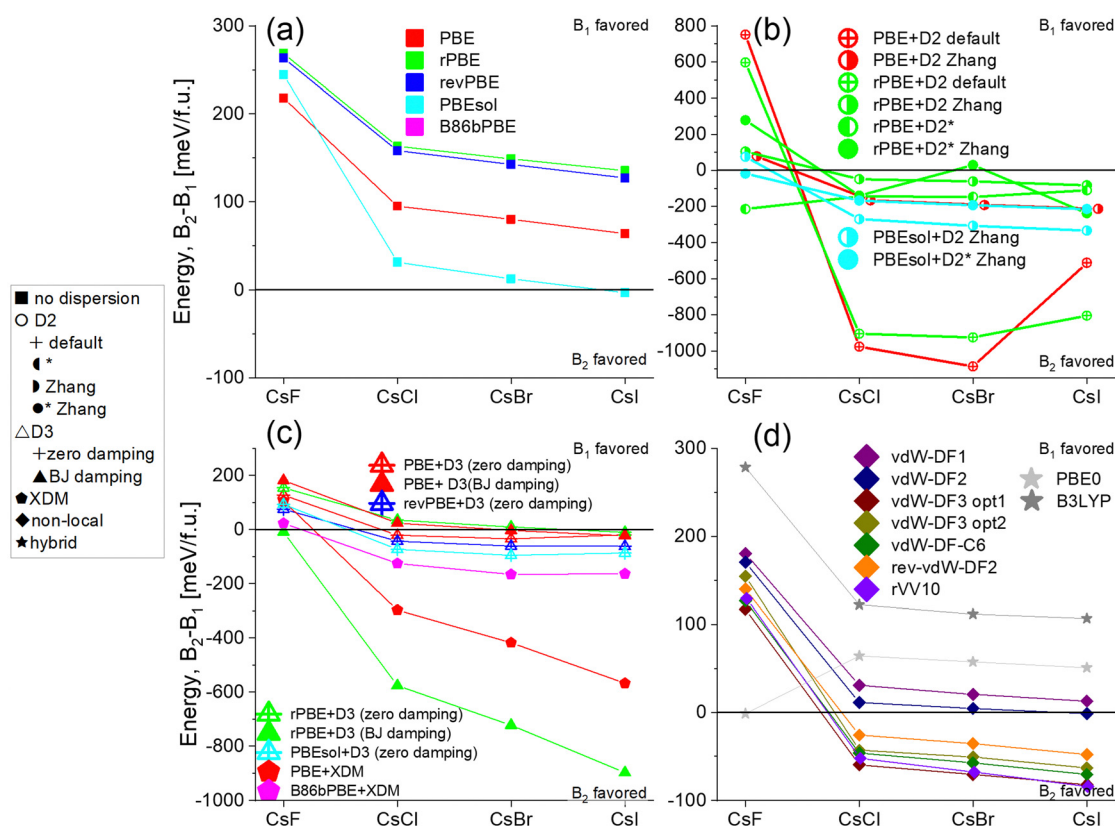 (a)
B1 favored
PBE
rPBE
revPBE
PBEsol
B86bPBE
300
200
100
0
-100
Energy, B2-B1 [meV/f.u.]
B2 favored
CsF
CsCl
CsBr
CsI
(b)
B1 favored
PBE+D2 default
PBE+D2 Zhang
rPBE+D2 default
rPBE+D2 Zhang
rPBE+D2*
rPBE+D2* Zhang
PBEsol+D2 Zhang
PBEsol+D2* Zhang
800
600
400
200
0
-200
-400
-600
-800
-1000
B2 favored
CsF
CsCl
CsBr
CsI
no dispersion
D2
default
*
Zhang
* Zhang
D3
zero damping
BJ damping
XDM
non-local
hybrid
(c)
B1 favored
PBE+D3 (zero damping)
PBE+ D3(BJ damping)
revPBE+D3 (zero damping)
200
0
-200
-400
-600
-800
-1000
Energy, B2-B1 [meV/f.u.]
rPBE+D3 (zero damping)
rPBE+D3 (BJ damping)
PBEsol+D3 (zero damping)
PBE+XDM
B86bPBE+XDM
B2 favored
CsF
CsCl
CsBr
CsI
(d)
B1 favored
vdW-DF1
vdW-DF2
vdW-DF3 opt1
vdW-DF3 opt2
vdW-DF-C6
rev-vdW-DF2
rVV10
PBE0
B3LYP
300
200
100
0
-100
B2 favored
CsF
CsCl
CsBr
CsI